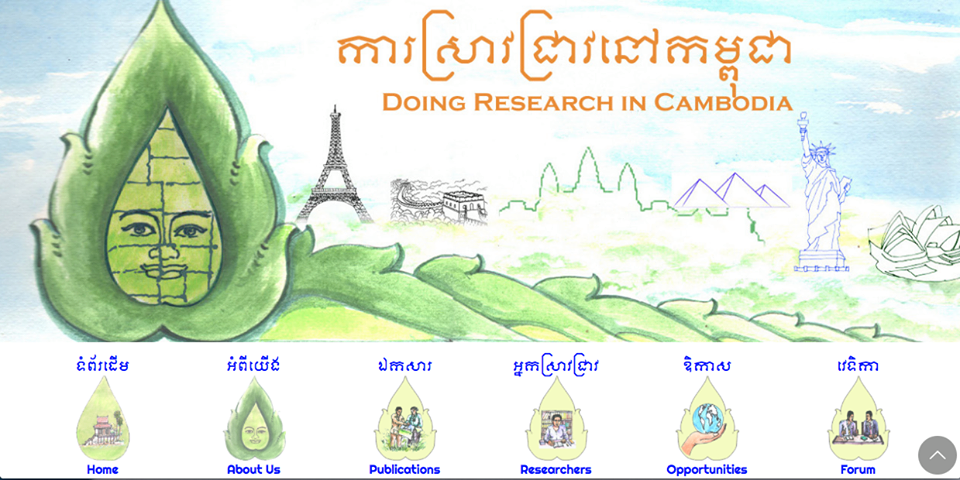 ការស្រាវជ្រាវនៅកម្ពុជា
DOING RESEARCH IN CAMBODIA
ទំព័រដើម
អំពីយើង
ឯកសារ
អ្នកស្រាវជ្រាវ
ឱកាស
វេទិកា
Home
About Us
Publications
Researchers
Opportunities
Forum